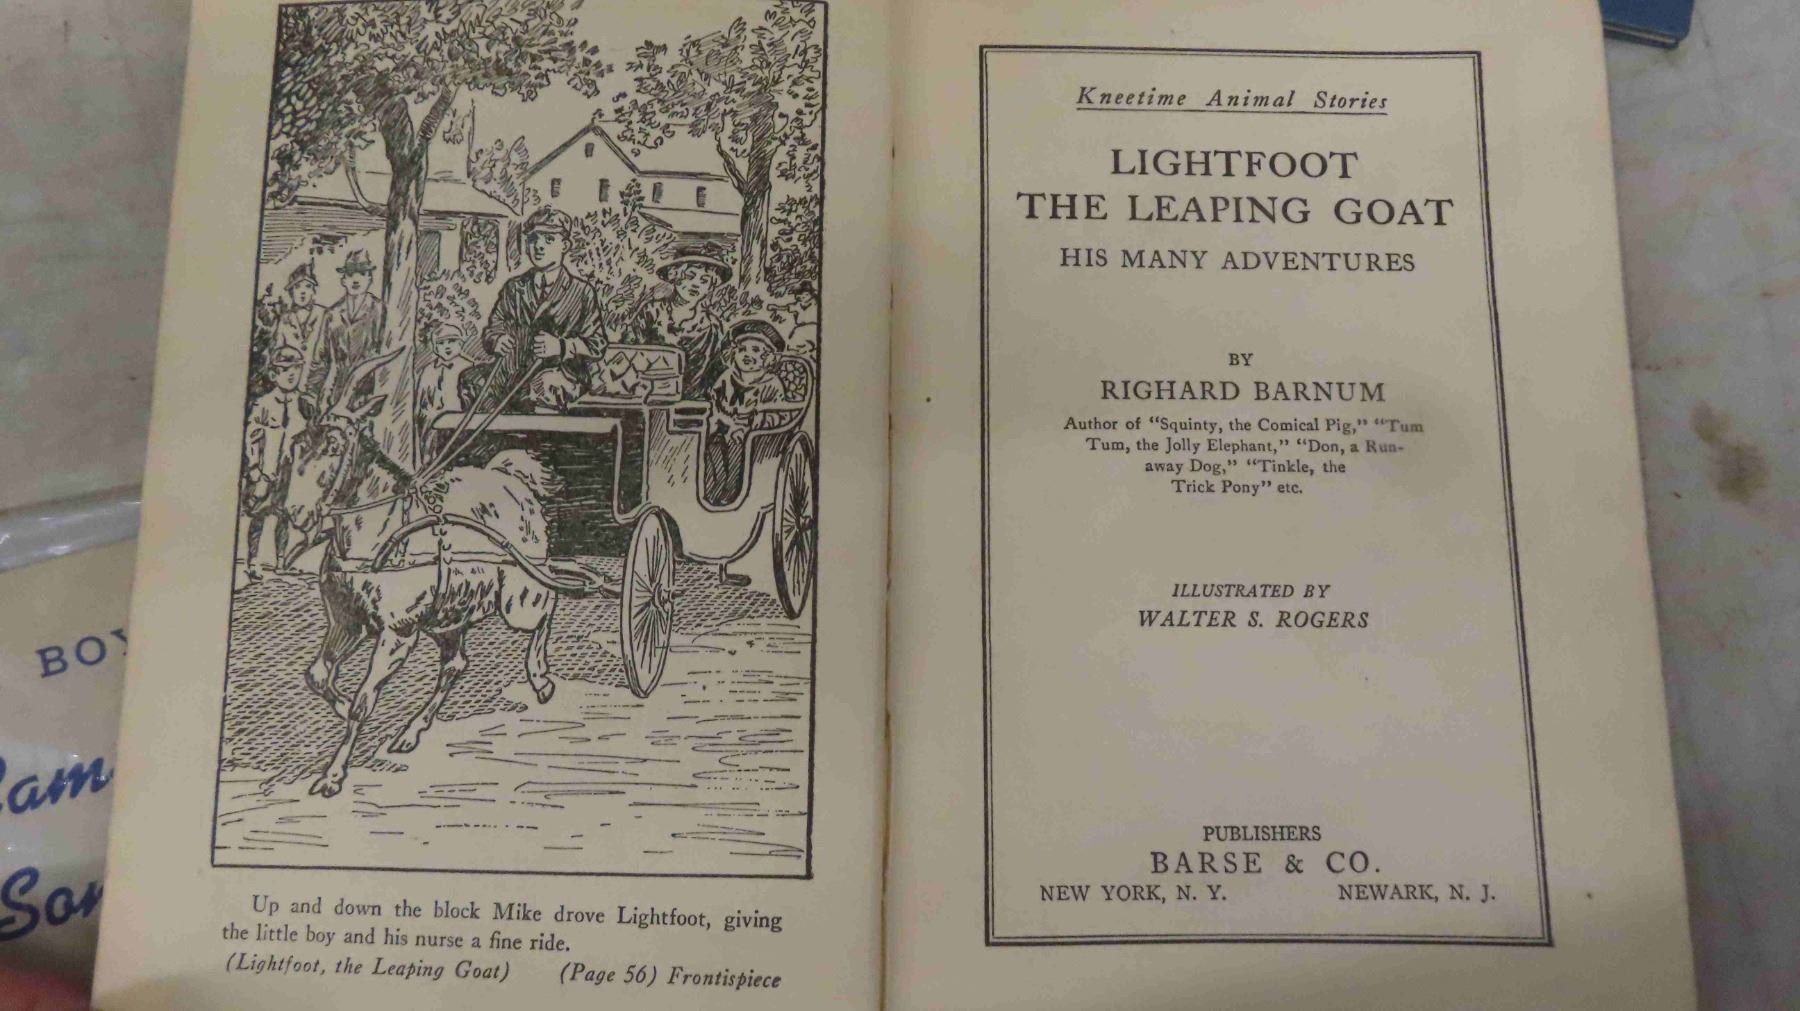 Up and down the block Mike drove Lightfoot, giving
the little boy and his nurse a fine ride.
(Lightfoot, the Leaping Goat) (Page 56) Frontispiece
Kneetime Animal Stories
LIGHTFOOT
THE LEAPING GOAT
HIS MANY ADVENTURES
BY
RICHARD BARNUM
Author of “Squinty, the Comical Pig,” “Tum
Tum, the Jolly Elephant,” “Don, a Run-
away Dog,” “Tinkle, the
Trick Pony” etc.
ILLUSTRATED BY
WALTER S. ROGERS
PUBLISHERS
BARSE & CO.
NEW YORK, N. Y. NEWARK, N. J.